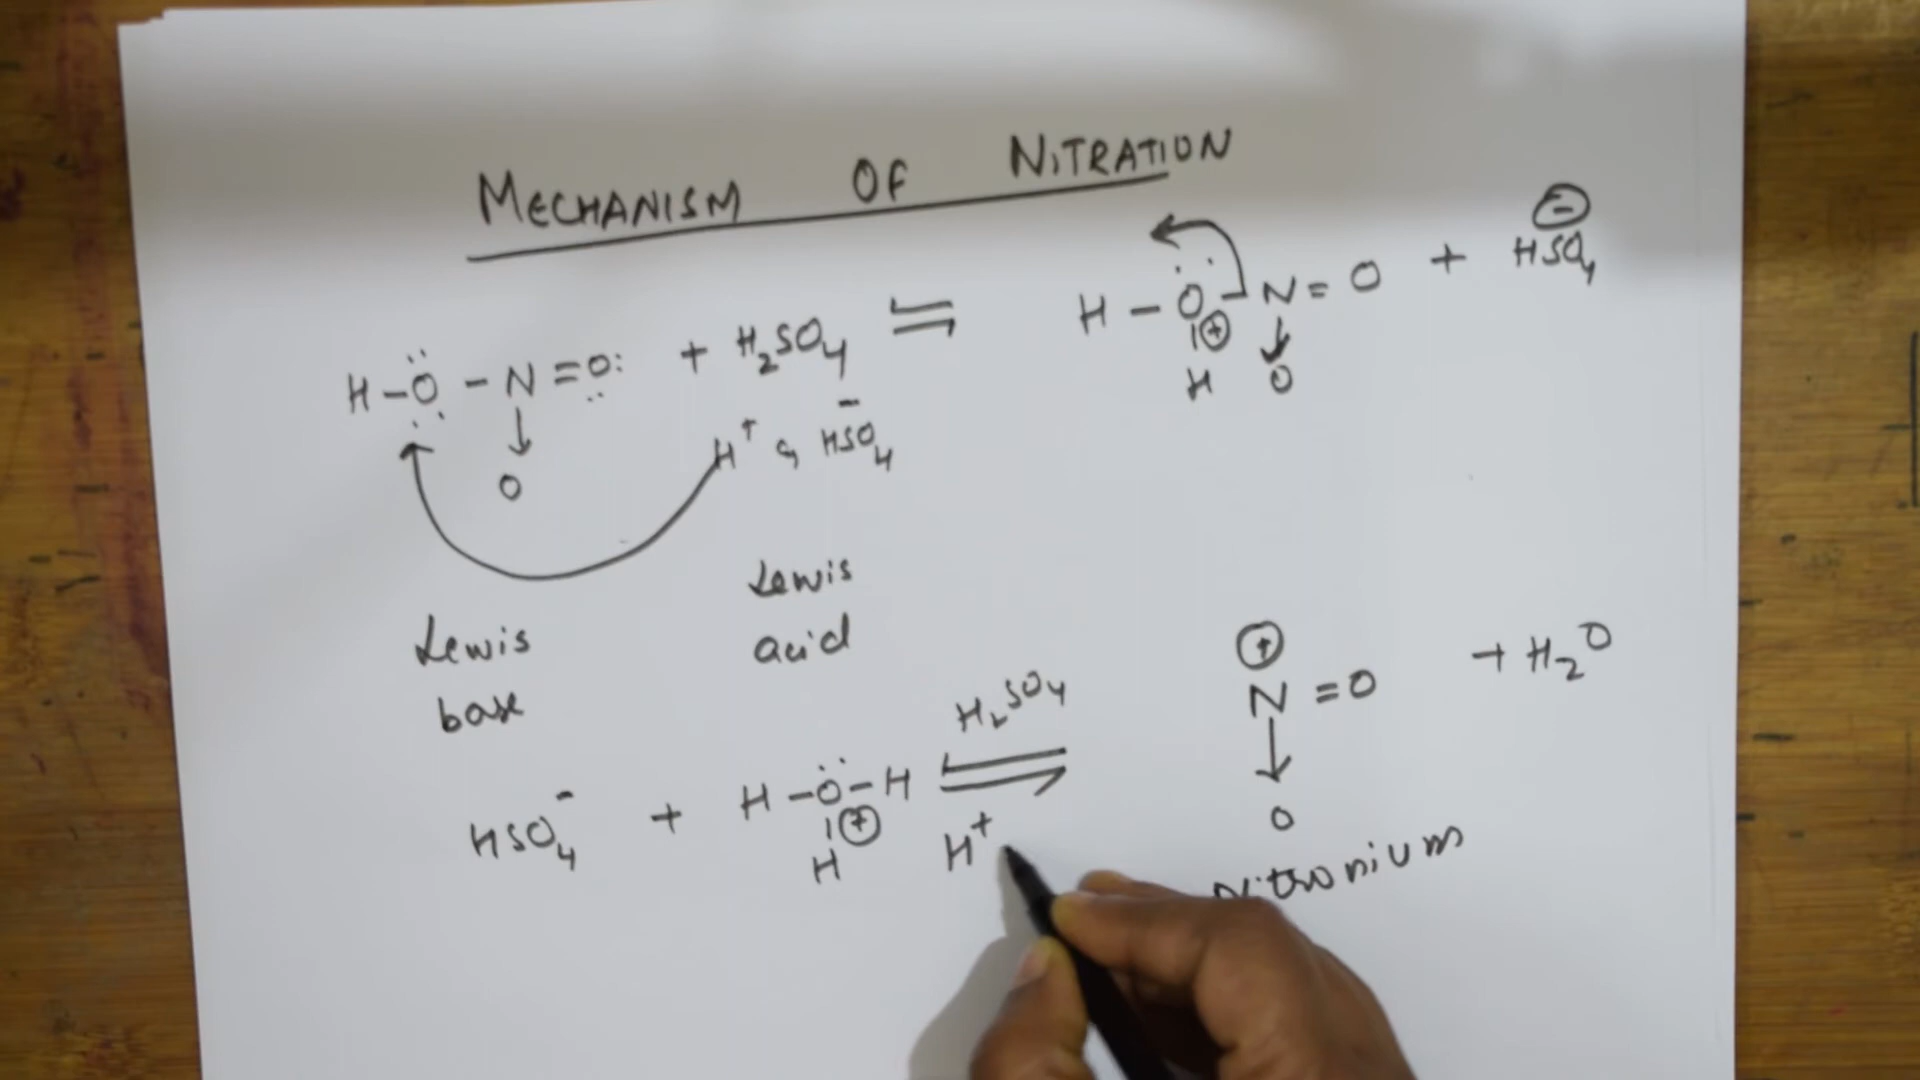 MECHANISM OF NITRATION
H-O-N=O + H2SO4 ⇌ H-O-N=O + HSO4⊖
|⊕ ↓
↓ H O
O H+ , HSO4-
Lewis base
Lewis acid
⊕
N=O + H2O
↓
O
nitronium
H2SO4
HSO4- + H-O-H ⇌
|⊕
H
H+